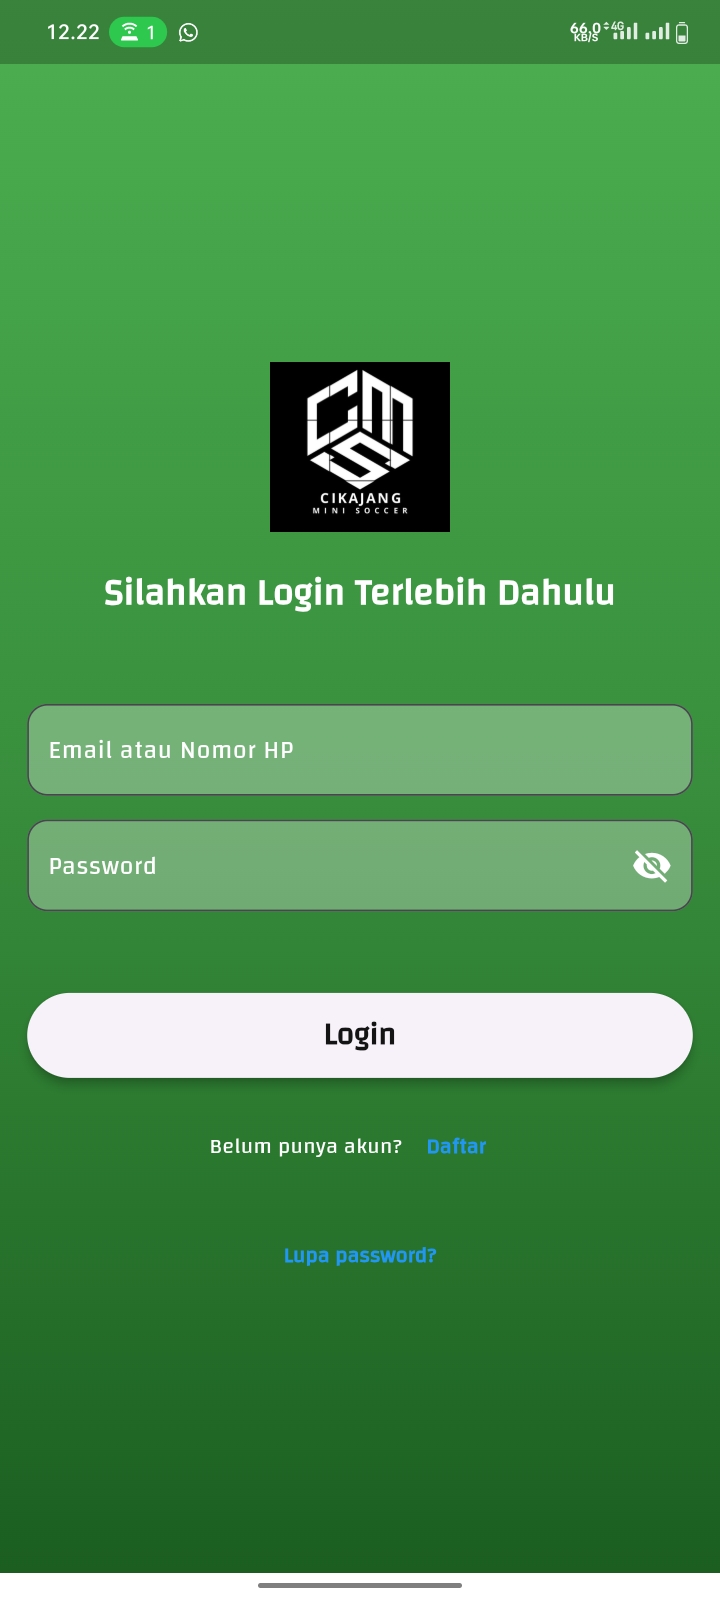 12.22 1 66.0 KB/S 4G
CMS
CIKAJANG
MINI SOCCER
Silahkan Login Terlebih Dahulu
Email atau Nomor HP
Password
Login
Belum punya akun? Daftar
Lupa password?